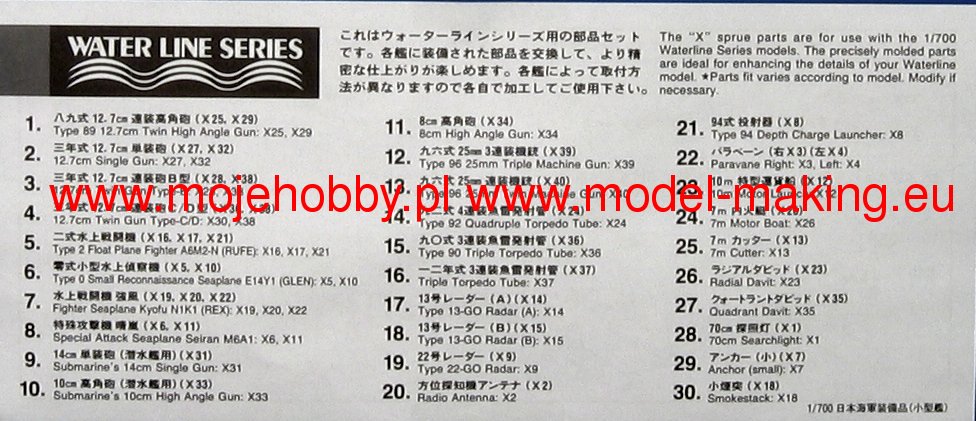 WATER LINE SERIES
これはウォーターラインシリーズ用の部品セット
です。各艦に装備された部品を交換して、より精
密な仕上がりが楽しめます。各艦によって取付方
法が異なりますので各自で加工してご使用ください。
The "X" sprue parts are for use with the 1/700
Waterline Series models. The precisely molded parts
are ideal for enhancing the details of your Waterline
model. ★Parts fit varies according to model. Modify if
necessary.
1. 八九式 12.7cm 連装高角砲 (X25、X29)
Type 89 12.7cm Twin High Angle Gun: X25, X29
2. 三年式 12.7cm 単装砲 (X27、X32)
12.7cm Single Gun: X27, X32
3. 三年式 12.7cm 連装砲B型 (X28、X38)
4.
12.7cm Twin Gun Type-C/D: X30, X38
5. 二式水上戦闘機 (X16、X17、X21)
Type 2 Float Plane Fighter A6M2-N (RUFE): X16, X17, X21
6. 零式小型水上偵察機 (X5、X10)
Type 0 Small Reconnaissance Seaplane E14Y1 (GLEN): X5, X10
7. 水上戦闘機 強風 (X19、X20、X22)
Fighter Seaplane Kyofu N1K1 (REX): X19, X20, X22
8. 特殊攻撃機 晴嵐 (X6、X11)
Special Attack Seaplane Seiran M6A1: X6, X11
9. 14cm 単装砲 (潜水艦用) (X31)
Submarine's 14cm Single Gun: X31
10. 10cm 高角砲 (潜水艦用) (X33)
Submarine's 10cm High Angle Gun: X33
11. 8cm 高角砲 (X34)
8cm High Angle Gun: X34
12. 九六式 25mm 3連装機銃 (X39)
Type 96 25mm Triple Machine Gun: X39
13. 九六式 25mm 連装機銃 (X40)
14. 九二式 4連装魚雷発射管 (X24)
Type 92 Quadruple Torpedo Tube: X24
15. 九〇式 3連装魚雷発射管 (X36)
Type 90 Triple Torpedo Tube: X36
16. 一二年式 3連装魚雷発射管 (X37)
Triple Torpedo Tube: X37
17. 13号レーダー (A) (X14)
Type 13-GO Radar (A): X14
18. 13号レーダー (B) (X15)
Type 13-GO Radar (B): X15
19. 22号レーダー (X9)
Type 22-GO Radar: X9
20. 方位探知機アンテナ (X2)
Radio Antenna: X2
21. 94式 投射器 (X8)
Type 94 Depth Charge Launcher: X8
22. パラベーン (右X3) (左X4)
Paravane Right: X3, Left: X4
23. 10m 特型運貨船 (X12)
24. 7m 内火艇 (X26)
7m Motor Boat: X26
25. 7m カッター (X13)
7m Cutter: X13
26. ラジアルダビッド (X23)
Radial Davit: X23
27. クォートランドダビッド (X35)
Quadrant Davit: X35
28. 70cm 探照灯 (X1)
70cm Searchlight: X1
29. アンカー (小) (X7)
Anchor (small): X7
30. 小煙突 (X18)
Smokestack: X18
1/700 日本海軍装備品 (小型艦)
www.mojehobby.pl www.model-making.eu